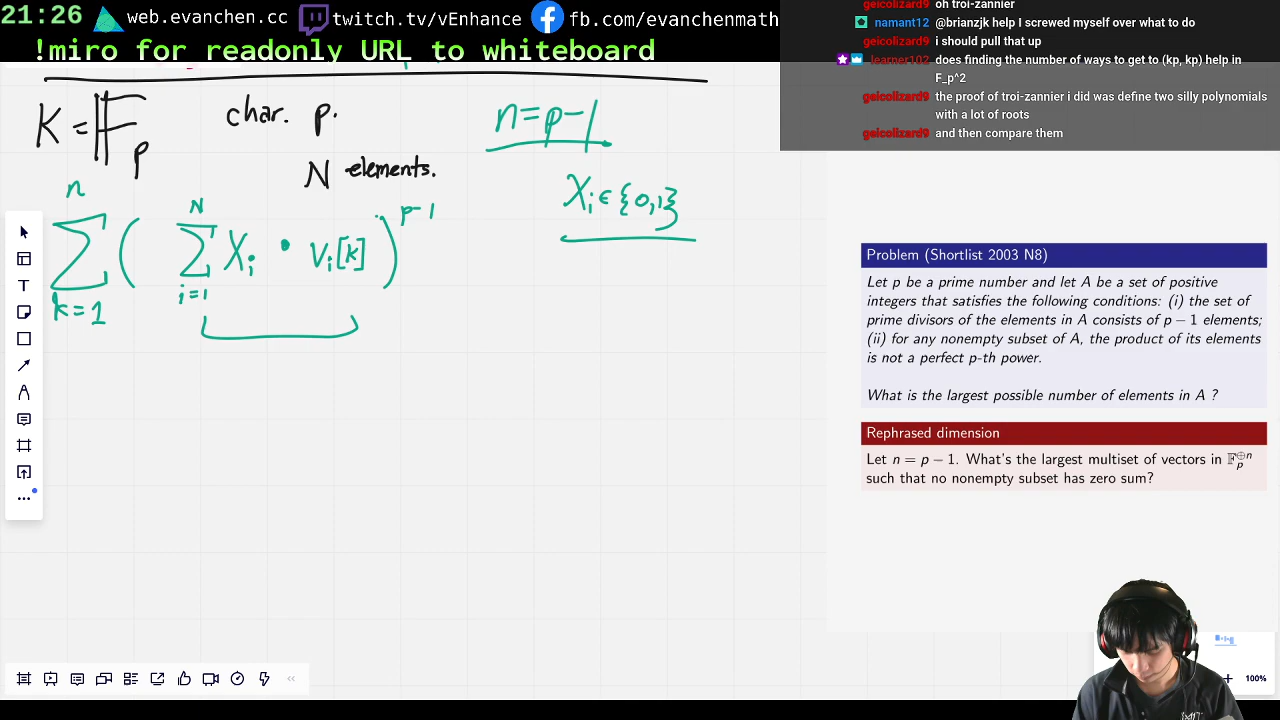 21:26 web.evanchen.cc twitch.tv/vEnhance fb.com/evanchenmath
!miro for readonly URL to whiteboard
geicolizard9 oh troi-zannier
namant12 @brianzjk help I screwed myself over what to do
geicolizard9 i should pull that up
learner102 does finding the number of ways to get to (kp, kp) help in
F_p^2
geicolizard9 the proof of troi-zannier i did was define two silly polynomials
with a lot of roots
geicolizard9 and then compare them
K = 𝔽_p char. p. n = p-1
N elements.
X_i ∈ {0,1}
\sum_{k=1}^{n} ( \sum_{i=1}^{N} X_i · v_i[k] )^{p-1}
T
Problem (Shortlist 2003 N8)
Let p be a prime number and let A be a set of positive
integers that satisfies the following conditions: (i) the set of
prime divisors of the elements in A consists of p − 1 elements;
(ii) for any nonempty subset of A, the product of its elements
is not a perfect p-th power.
What is the largest possible number of elements in A ?
Rephrased dimension
Let n = p − 1. What's the largest multiset of vectors in 𝔽_p^{⊕n}
such that no nonempty subset has zero sum?
100%